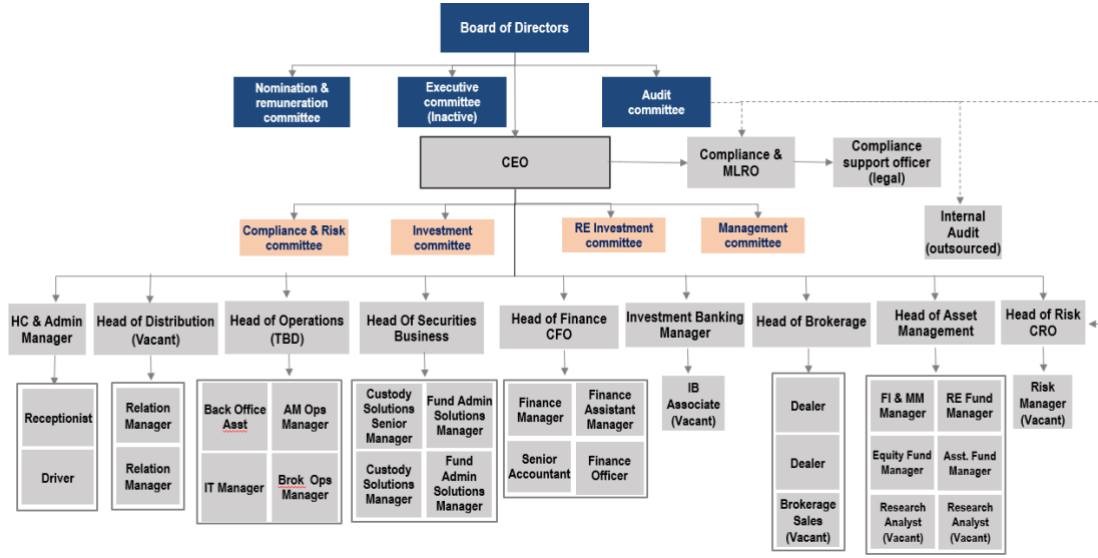 Board of Directors
Nomination &
remuneration
committee
Executive
committee
(Inactive)
Audit
committee
CEO
Compliance &
MLRO
Compliance
support officer
(legal)
Internal
Audit
(outsourced)
Compliance & Risk
committee
Investment
committee
RE Investment
committee
Management
committee
HC & Admin
Manager
Head of Distribution
(Vacant)
Head of Operations
(TBD)
Head Of Securities
Business
Head of Finance
CFO
Investment Banking
Manager
Head of Brokerage
Head of Asset
Management
Head of Risk
CRO
Receptionist
Driver
Relation
Manager
Relation
Manager
Back Office
Asst
AM Ops
Manager
IT Manager
Brok Ops
Manager
Custody
Solutions
Senior
Manager
Fund Admin
Solutions
Manager
Custody
Solutions
Manager
Fund
Admin
Solutions
Manager
Finance
Manager
Finance
Assistant
Manager
Senior
Accountant
Finance
Officer
IB
Associate
(Vacant)
Dealer
Dealer
Brokerage
Sales
(Vacant)
FI & MM
Manager
RE Fund
Manager
Equity Fund
Manager
Asst. Fund
Manager
Research
Analyst
(Vacant)
Research
Analyst
(Vacant)
Risk
Manager
(Vacant)